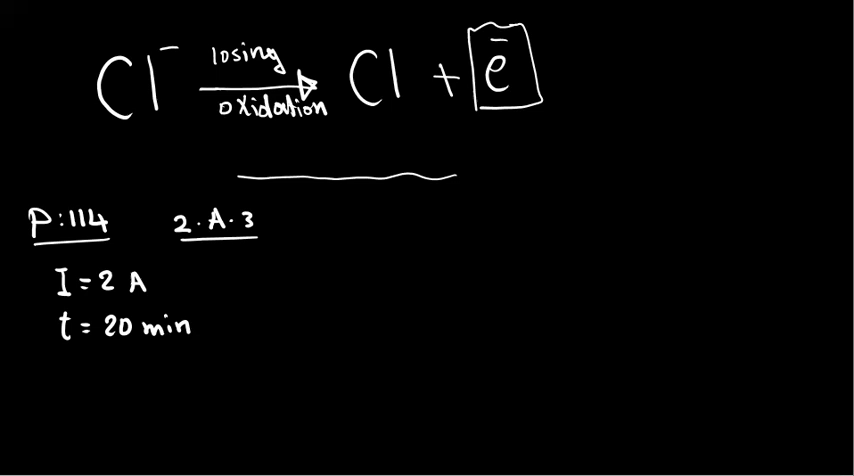 Cl⁻ losing oxidation Cl + e⁻
P:114 2.A.3
I = 2 A
t = 20 min